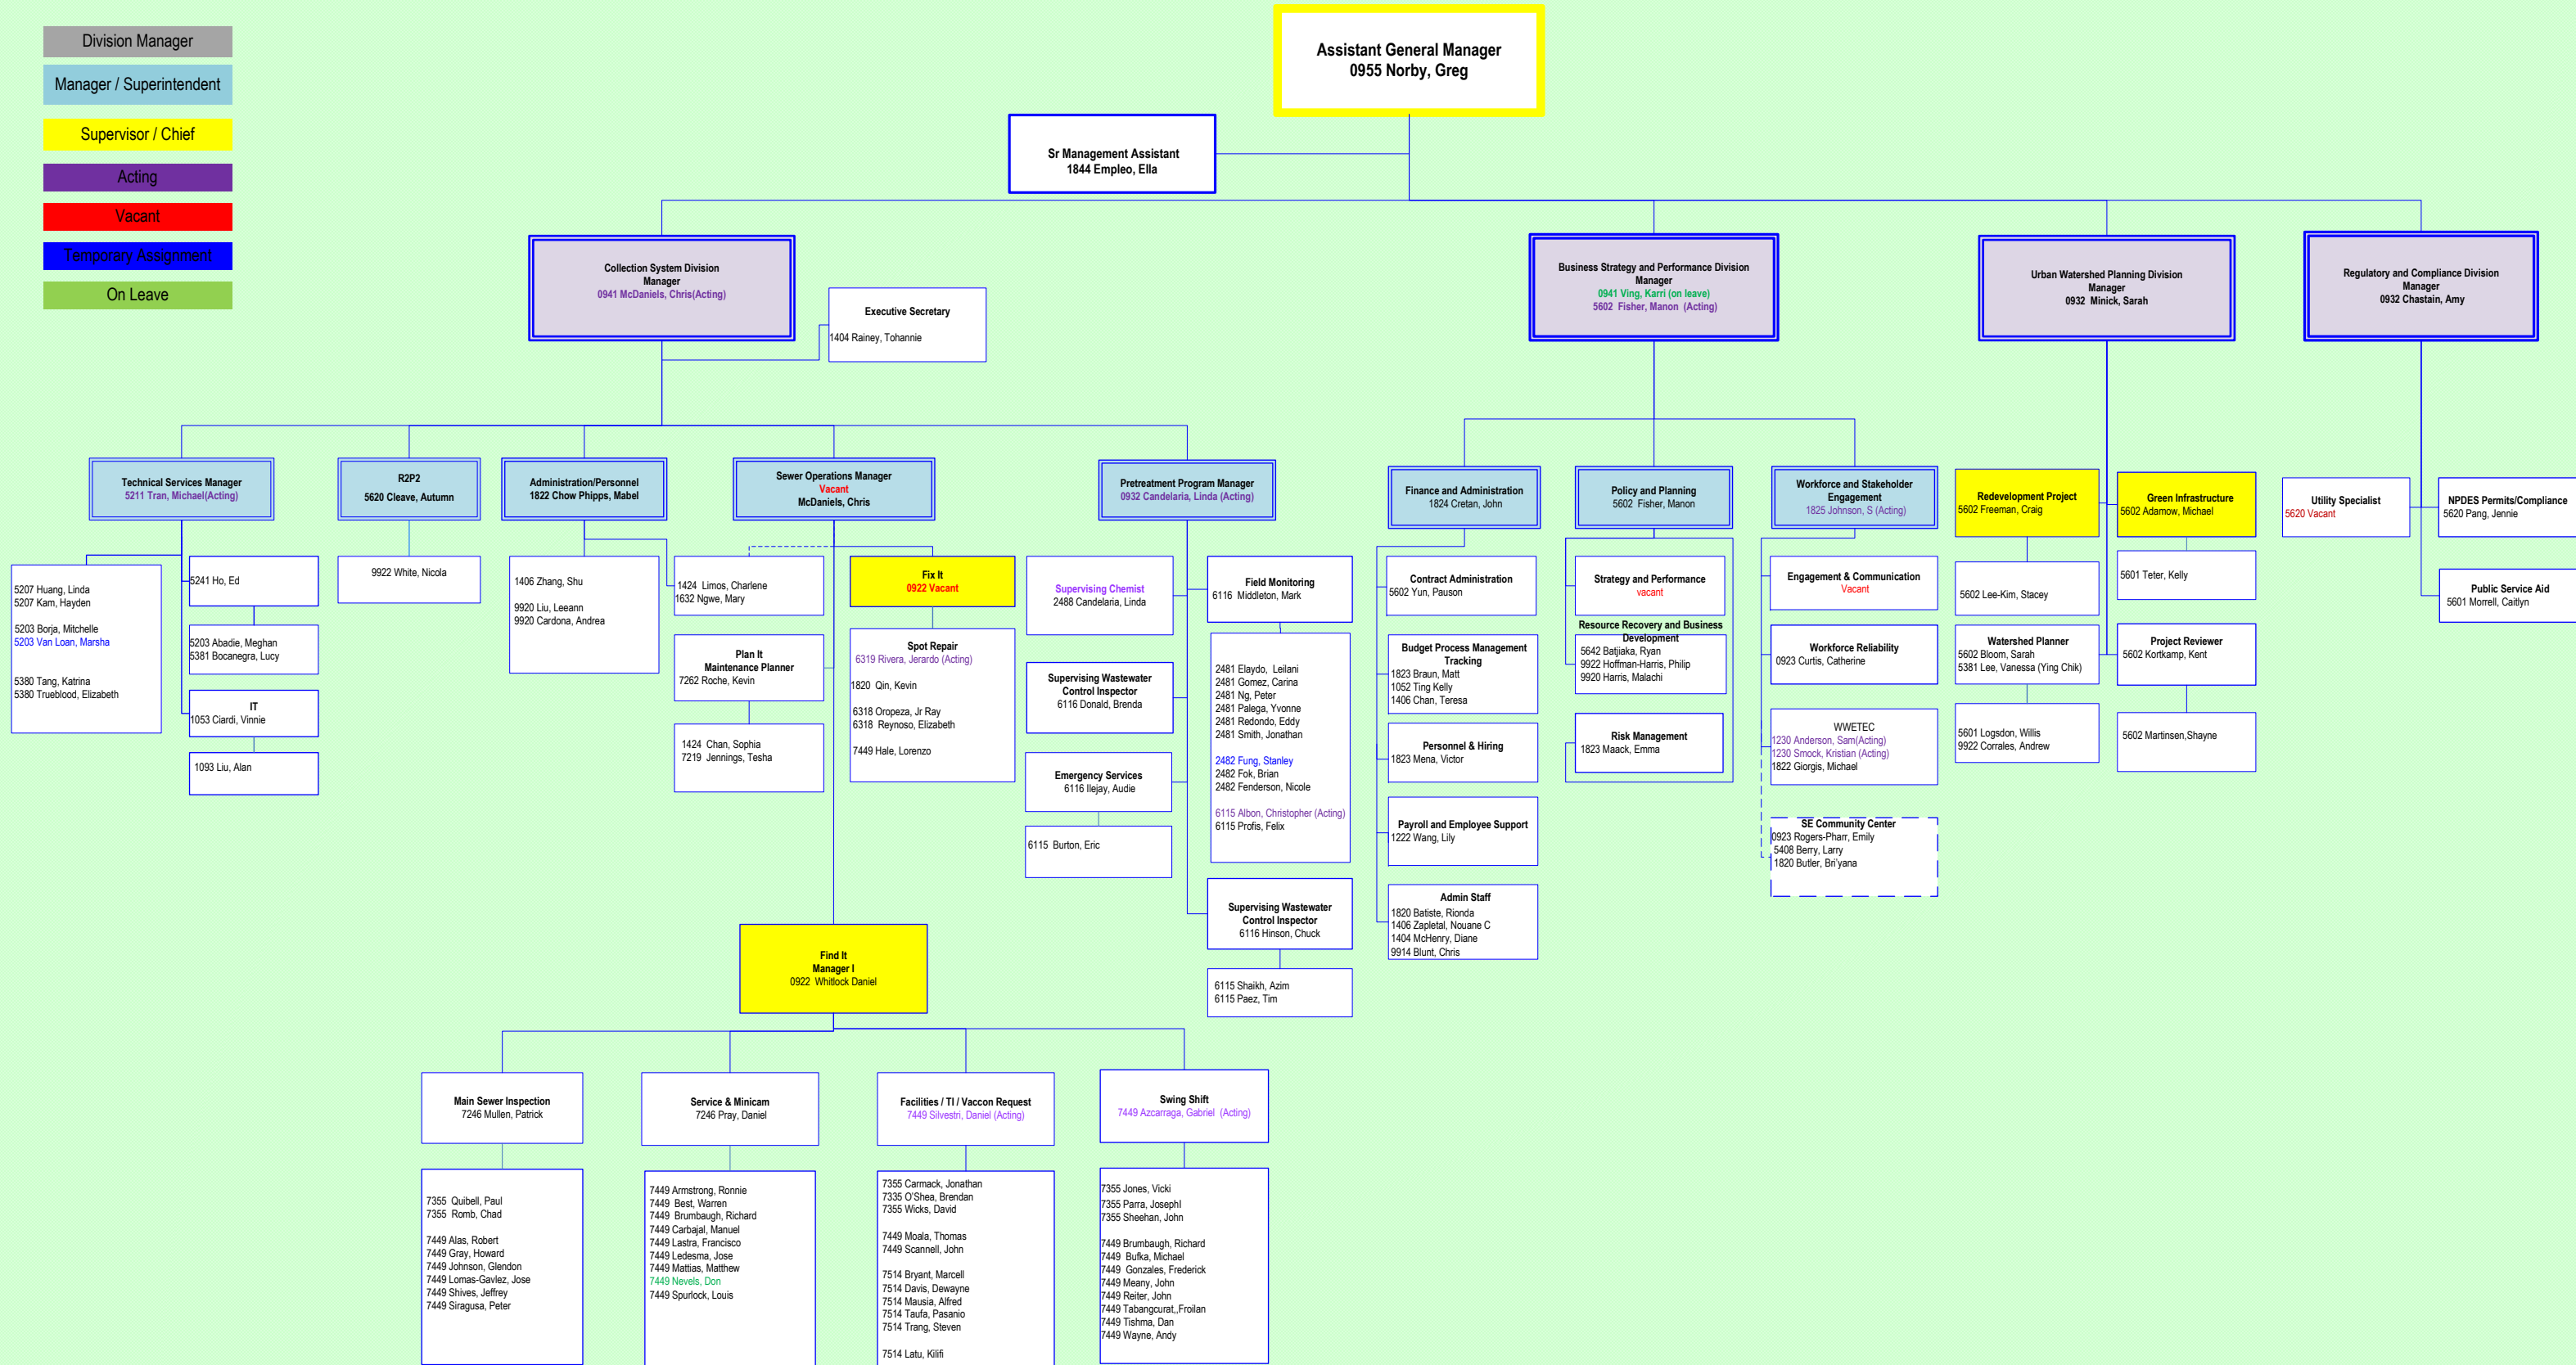 Division Manager
Manager / Superintendent
Supervisor / Chief
Acting
Vacant
Temporary Assignment
On Leave
Assistant General Manager
0955 Norby, Greg
Sr Management Assistant
1844 Empleo, Ella
Collection System Division
Manager
0941 McDaniels, Chris(Acting)
Executive Secretary
1404 Rainey, Tohannie
Business Strategy and Performance Division
Manager
0941 Ving, Karri (on leave)
5602 Fisher, Manon (Acting)
Urban Watershed Planning Division
Manager
0932 Minick, Sarah
Regulatory and Compliance Division
Manager
0932 Chastain, Amy
Technical Services Manager
5211 Tran, Michael(Acting)
R2P2
5620 Cleave, Autumn
Administration/Personnel
1822 Chow Phipps, Mabel
Sewer Operations Manager
Vacant
McDaniels, Chris
Pretreatment Program Manager
0932 Candelaria, Linda (Acting)
Finance and Administration
1824 Cretan, John
Policy and Planning
5602 Fisher, Manon
Workforce and Stakeholder
Engagement
1825 Johnson, S (Acting)
Redevelopment Project
5602 Freeman, Craig
Green Infrastructure
5602 Adamow, Michael
Utility Specialist
5620 Vacant
NPDES Permits/Compliance
5620 Pang, Jennie
Public Service Aid
5601 Morrell, Caitlyn
5207 Huang, Linda
5207 Kam, Hayden
5203 Borja, Mitchelle
5203 Van Loan, Marsha
5380 Tang, Katrina
5380 Trueblood, Elizabeth
5241 Ho, Ed
5203 Abadie, Meghan
5381 Bocanegra, Lucy
IT
1053 Ciardi, Vinnie
1093 Liu, Alan
9922 White, Nicola
1406 Zhang, Shu
9920 Liu, Leeann
9920 Cardona, Andrea
1424 Limos, Charlene
1632 Ngwe, Mary
Plan It
Maintenance Planner
7262 Roche, Kevin
1424 Chan, Sophia
7219 Jennings, Tesha
Fix It
0922 Vacant
Spot Repair
6319 Rivera, Jerardo (Acting)
1820 Qin, Kevin
6318 Oropeza, Jr Ray
6318 Reynoso, Elizabeth
7449 Hale, Lorenzo
Supervising Chemist
2488 Candelaria, Linda
Supervising Wastewater
Control Inspector
6116 Donald, Brenda
Emergency Services
6116 Ilejay, Audie
6115 Burton, Eric
Field Monitoring
6116 Middleton, Mark
2481 Elaydo, Leilani
2481 Gomez, Carina
2481 Ng, Peter
2481 Palega, Yvonne
2481 Redondo, Eddy
2481 Smith, Jonathan
2482 Fung, Stanley
2482 Fok, Brian
2482 Fenderson, Nicole
6115 Albon, Christopher (Acting)
6115 Profis, Felix
Supervising Wastewater
Control Inspector
6116 Hinson, Chuck
6115 Shaikh, Azim
6115 Paez, Tim
Contract Administration
5602 Yun, Pauson
Budget Process Management
Tracking
1823 Braun, Matt
1052 Ting Kelly
1406 Chan, Teresa
Personnel & Hiring
1823 Mena, Victor
Payroll and Employee Support
1222 Wang, Lily
Admin Staff
1820 Batiste, Rionda
1406 Zapletal, Nouane C
1404 McHenry, Diane
9914 Blunt, Chris
Strategy and Performance
vacant
Resource Recovery and Business
Development
5642 Batjiaka, Ryan
9922 Hoffman-Harris, Philip
9920 Harris, Malachi
Risk Management
1823 Maack, Emma
Engagement & Communication
Vacant
Workforce Reliability
0923 Curtis, Catherine
WWETEC
1230 Anderson, Sam(Acting)
1230 Smock, Kristian (Acting)
1822 Giorgis, Michael
SE Community Center
0923 Rogers-Pharr, Emily
5408 Berry, Larry
1820 Butler, Bri'yana
5602 Lee-Kim, Stacey
Watershed Planner
5602 Bloom, Sarah
5381 Lee, Vanessa (Ying Chik)
5601 Logsdon, Willis
9922 Corrales, Andrew
5601 Teter, Kelly
Project Reviewer
5602 Kortkamp, Kent
5602 Martinsen,Shayne
Find It
Manager I
0922 Whitlock Daniel
Main Sewer Inspection
7246 Mullen, Patrick
7355 Quibell, Paul
7355 Romb, Chad
7449 Alas, Robert
7449 Gray, Howard
7449 Johnson, Glendon
7449 Lomas-Gavlez, Jose
7449 Shives, Jeffrey
7449 Siragusa, Peter
Service & Minicam
7246 Pray, Daniel
7449 Armstrong, Ronnie
7449 Best, Warren
7449 Brumbaugh, Richard
7449 Carbajal, Manuel
7449 Lastra, Francisco
7449 Ledesma, Jose
7449 Mattias, Matthew
7449 Nevels, Don
7449 Spurlock, Louis
Facilities / TI / Vaccon Request
7449 Silvestri, Daniel (Acting)
7355 Carmack, Jonathan
7335 O'Shea, Brendan
7355 Wicks, David
7449 Moala, Thomas
7449 Scannell, John
7514 Bryant, Marcell
7514 Davis, Dewayne
7514 Mausia, Alfred
7514 Taufa, Pasanio
7514 Trang, Steven
7514 Latu, Kilifi
Swing Shift
7449 Azcarraga, Gabriel (Acting)
7355 Jones, Vicki
7355 Parra, JosephI
7355 Sheehan, John
7449 Brumbaugh, Richard
7449 Bufka, Michael
7449 Gonzales, Frederick
7449 Meany, John
7449 Reiter, John
7449 Tabangcurat,,Froilan
7449 Tishma, Dan
7449 Wayne, Andy